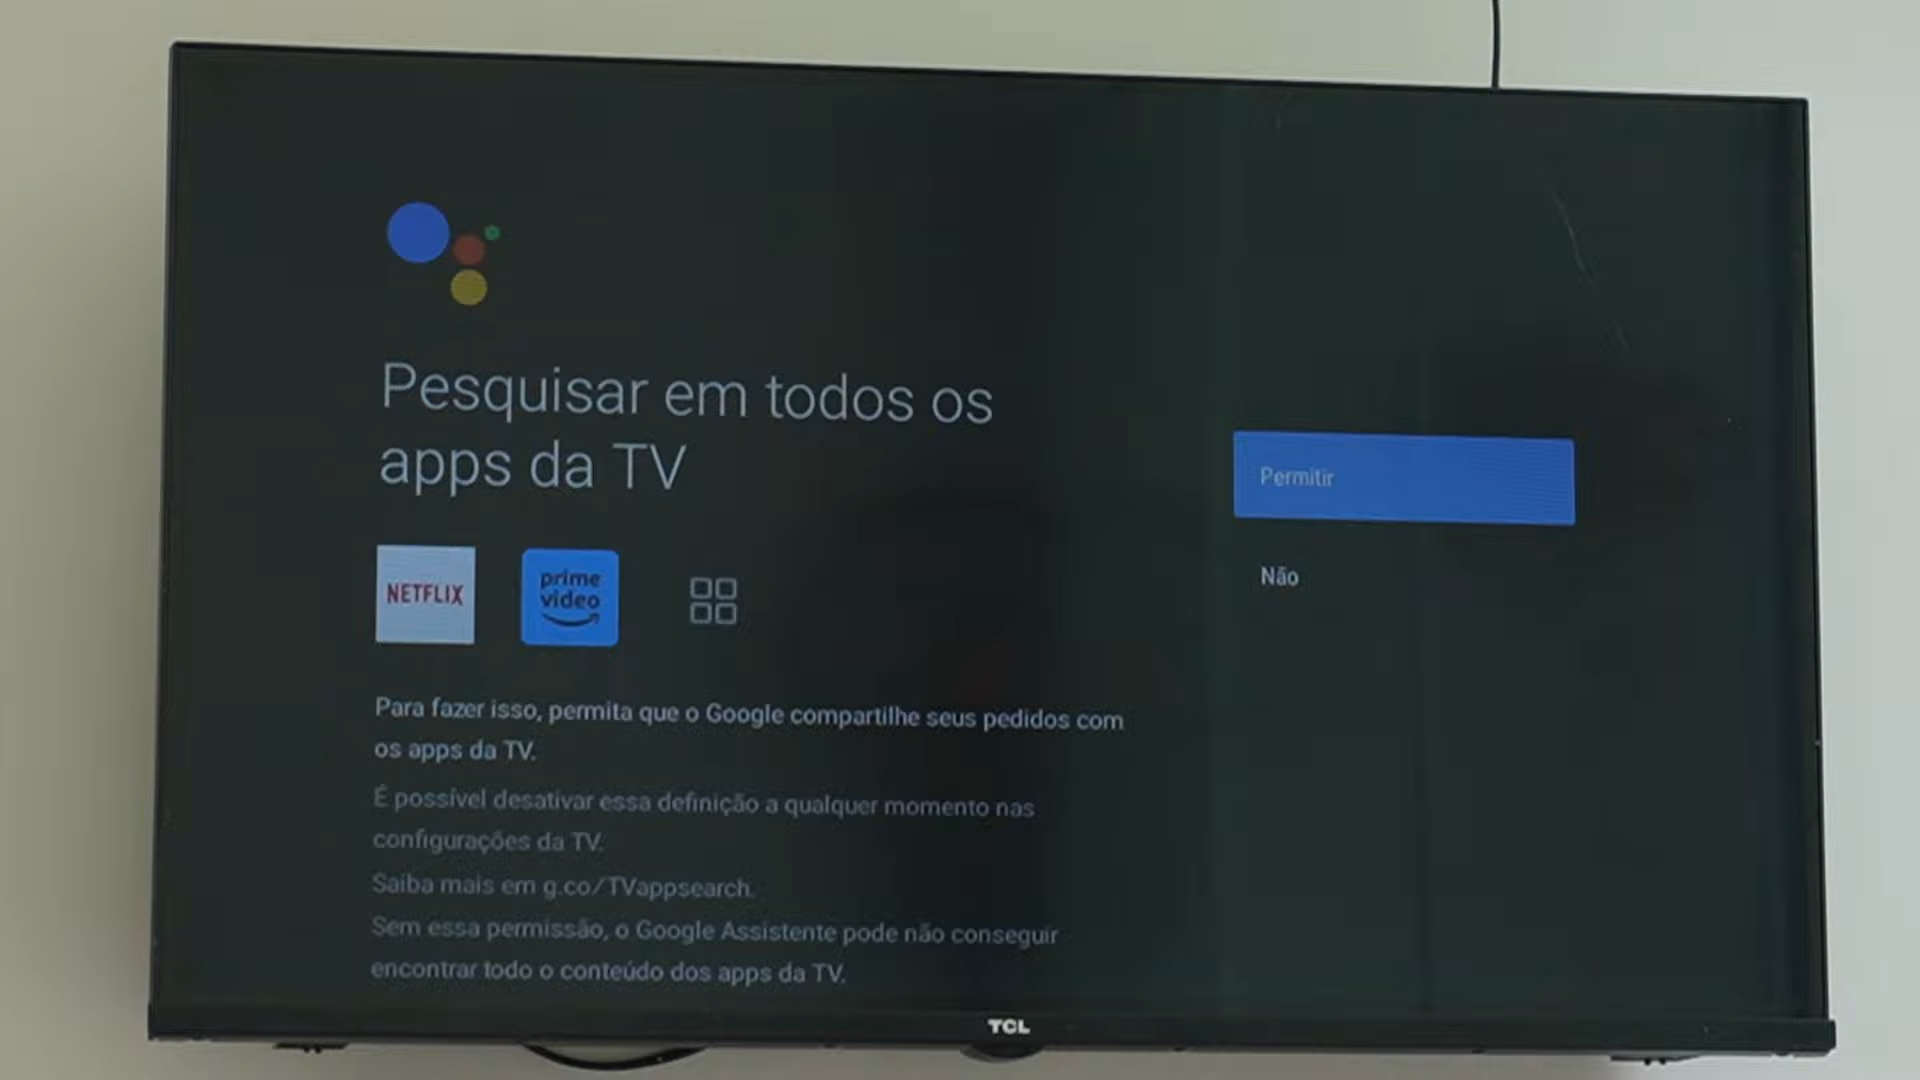 Pesquisar em todos os
apps da TV
NETFLIX
prime
video
Para fazer isso, permita que o Google compartilhe seus pedidos com
os apps da TV.
É possível desativar essa definição a qualquer momento nas
configurações da TV.
Saiba mais em g.co/TVappsearch.
Sem essa permissão, o Google Assistente pode não conseguir
encontrar todo o conteúdo dos apps da TV.
Permitir
Não
TCL